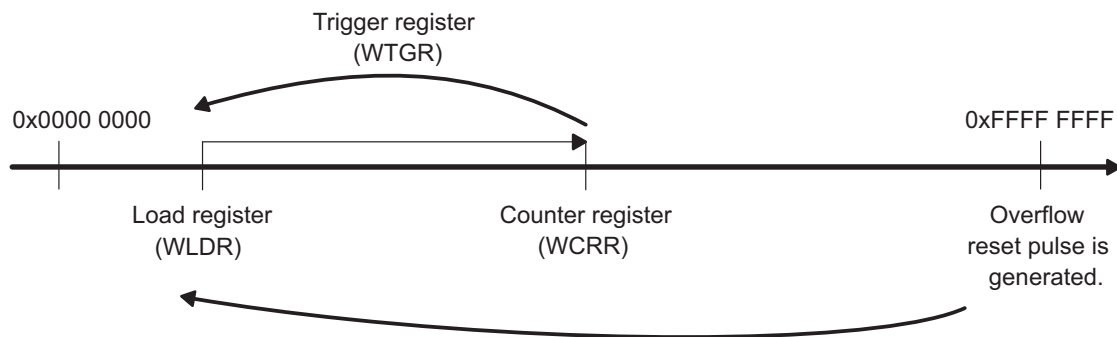 Trigger register
(WTGR)
0x0000 0000
0xFFFF FFFF
Load register
(WLDR)
Counter register
(WCRR)
Overflow
reset pulse is
generated.